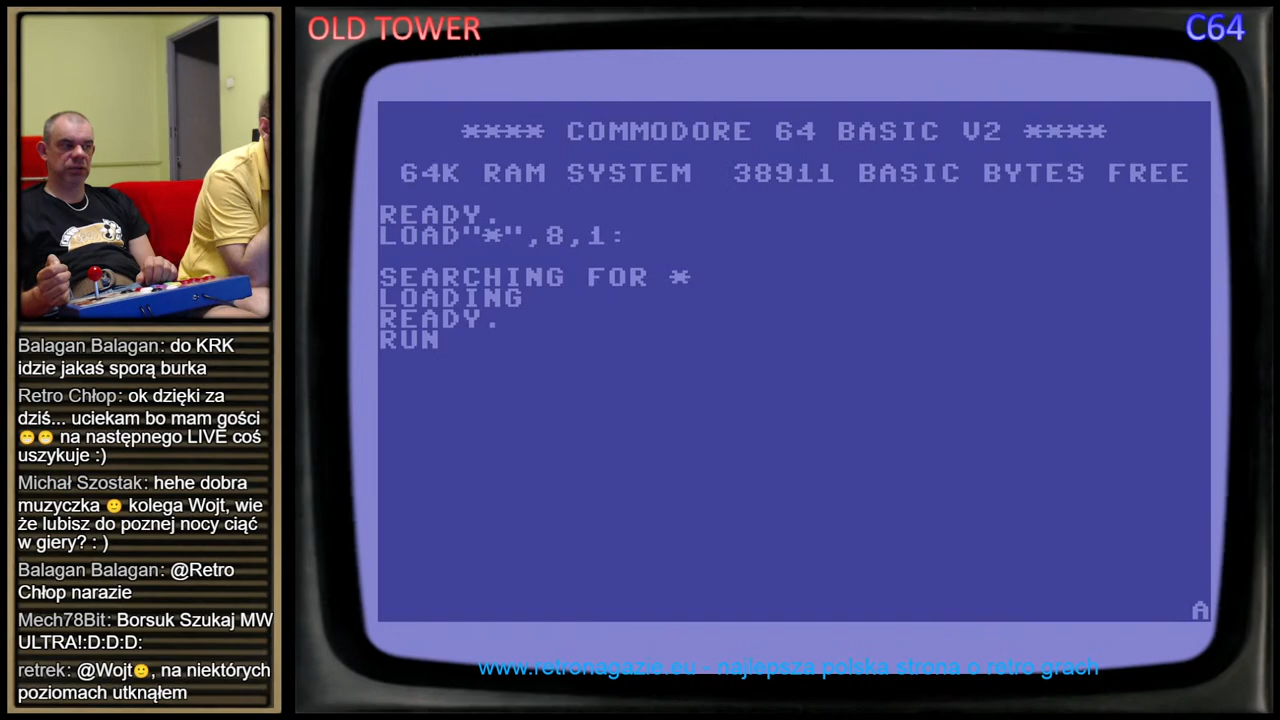 OLD TOWER
C64
**** COMMODORE 64 BASIC V2 ****
64K RAM SYSTEM  38911 BASIC BYTES FREE
READY.
LOAD"*",8,1:
SEARCHING FOR *
LOADING
READY.
RUN
A
Balagan Balagan: do KRK
idzie jakaś sporą burka
Retro Chłop: ok dzięki za
dziś... uciekam bo mam gości
😁😁 na następnego LIVE coś
uszykuje :)
Michał Szostak: hehe dobra
muzyczka 🙂 kolega Wojt, wie
że lubisz do poznej nocy ciąć
w giery? : )
Balagan Balagan: @Retro
Chłop narazie
Mech78Bit: Borsuk Szukaj MW
ULTRA!:D:D:D:
retrek: @Wojt🙂, na niektórych
poziomach utknąłem
www.retronagazie.eu - najlepsza polska strona o retro grach